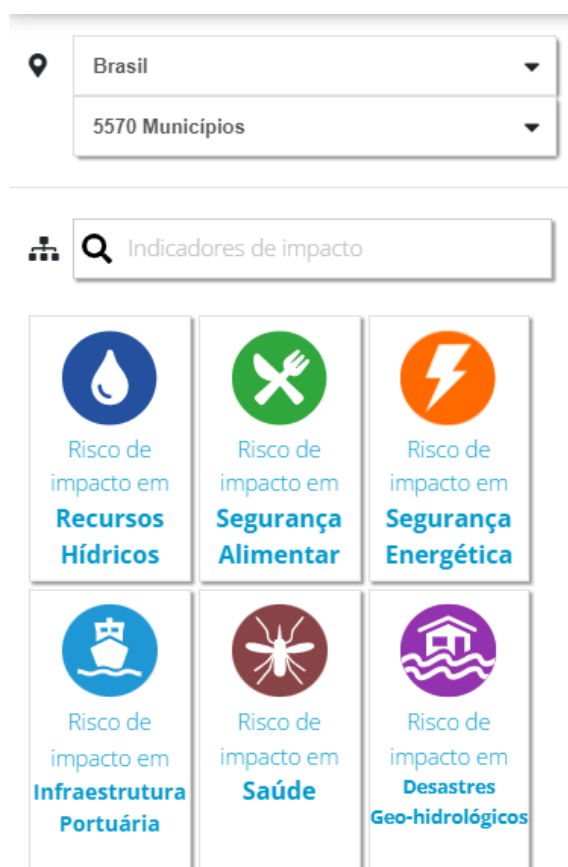 Brasil
5570 Municípios
Indicadores de impacto
Risco de
impacto em
Recursos
Hídricos
Risco de
impacto em
Segurança
Alimentar
Risco de
impacto em
Segurança
Energética
Risco de
impacto em
Infraestrutura
Portuária
Risco de
impacto em
Saúde
Risco de
impacto em
Desastres
Geo-hidrológicos